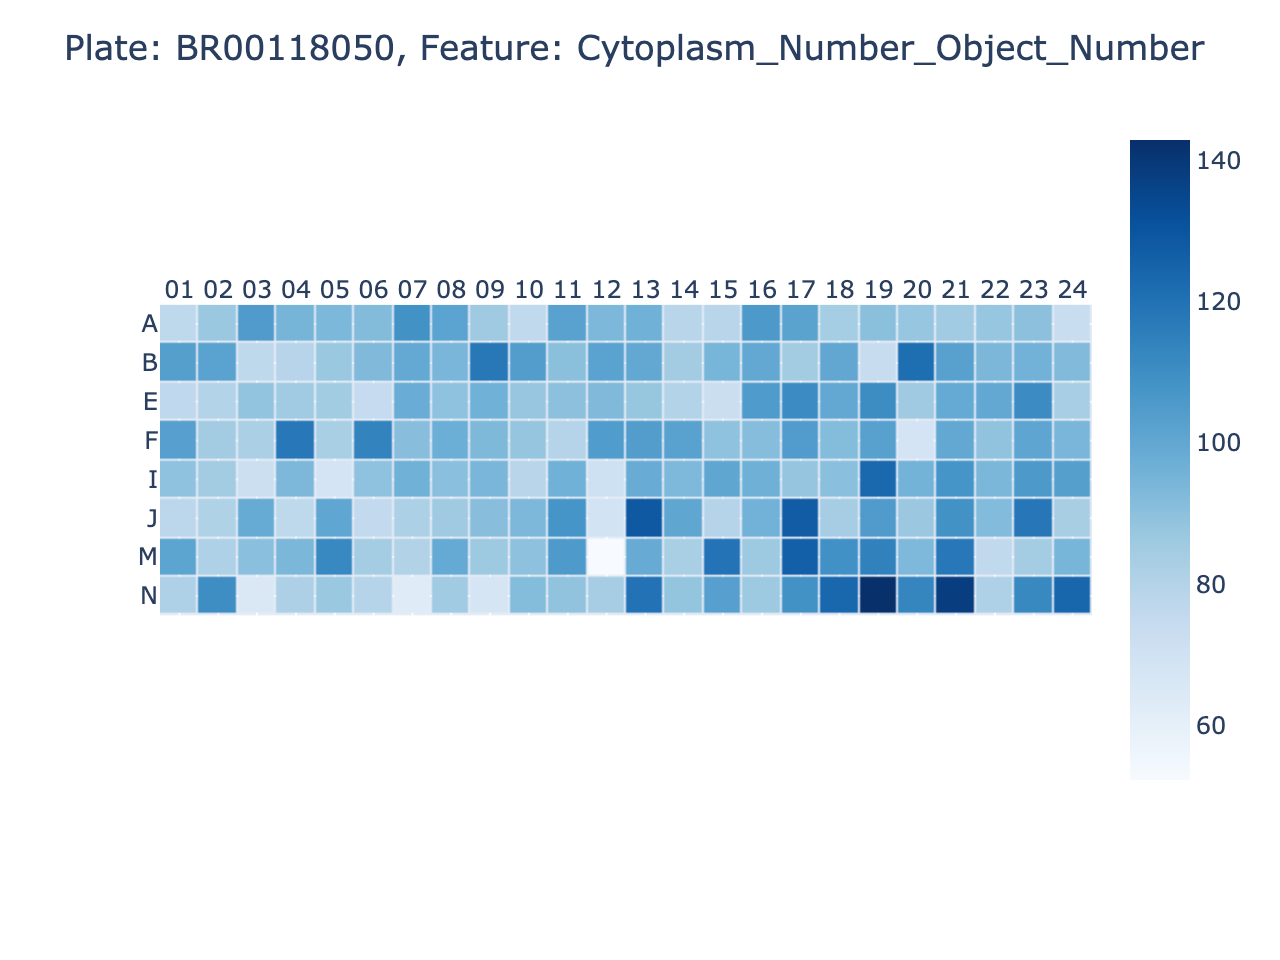 Plate: BR00118050, Feature: Cytoplasm_Number_Object_Number
01 02 03 04 05 06 07 08 09 10 11 12 13 14 15 16 17 18 19 20 21 22 23 24
A
B
E
F
I
J
M
N
140
120
100
80
60